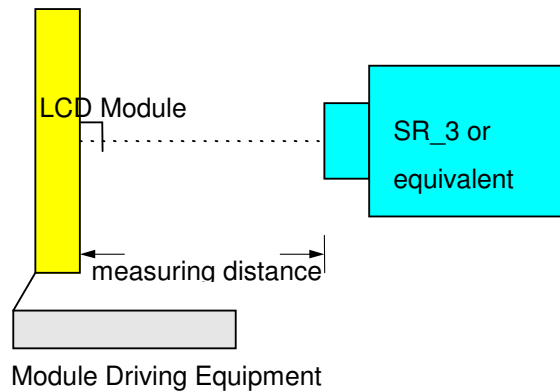 LCD Module
SR_3 or
equivalent
measuring distance
Module Driving Equipment